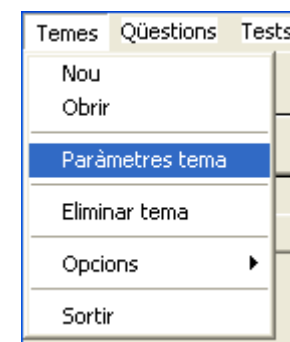 Temes Qüestions Tests
Nou
Obrir
Paràmetres tema
Eliminar tema
Opcions
Sortir